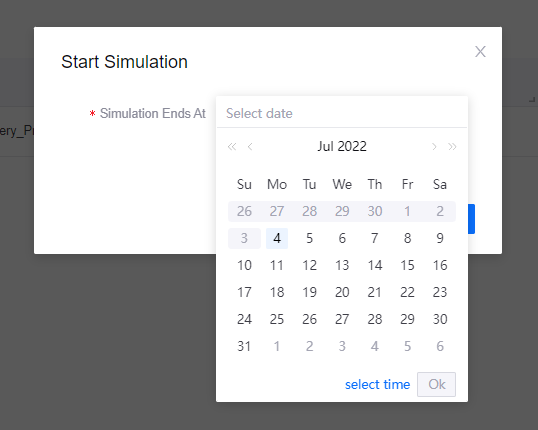 Start Simulation
ery_Pr
* Simulation Ends At
Select date
« ‹ Jul 2022 › »
Su Mo Tu We Th Fr Sa
26 27 28 29 30 1 2
3 4 5 6 7 8 9
10 11 12 13 14 15 16
17 18 19 20 21 22 23
24 25 26 27 28 29 30
31 1 2 3 4 5 6
select time Ok